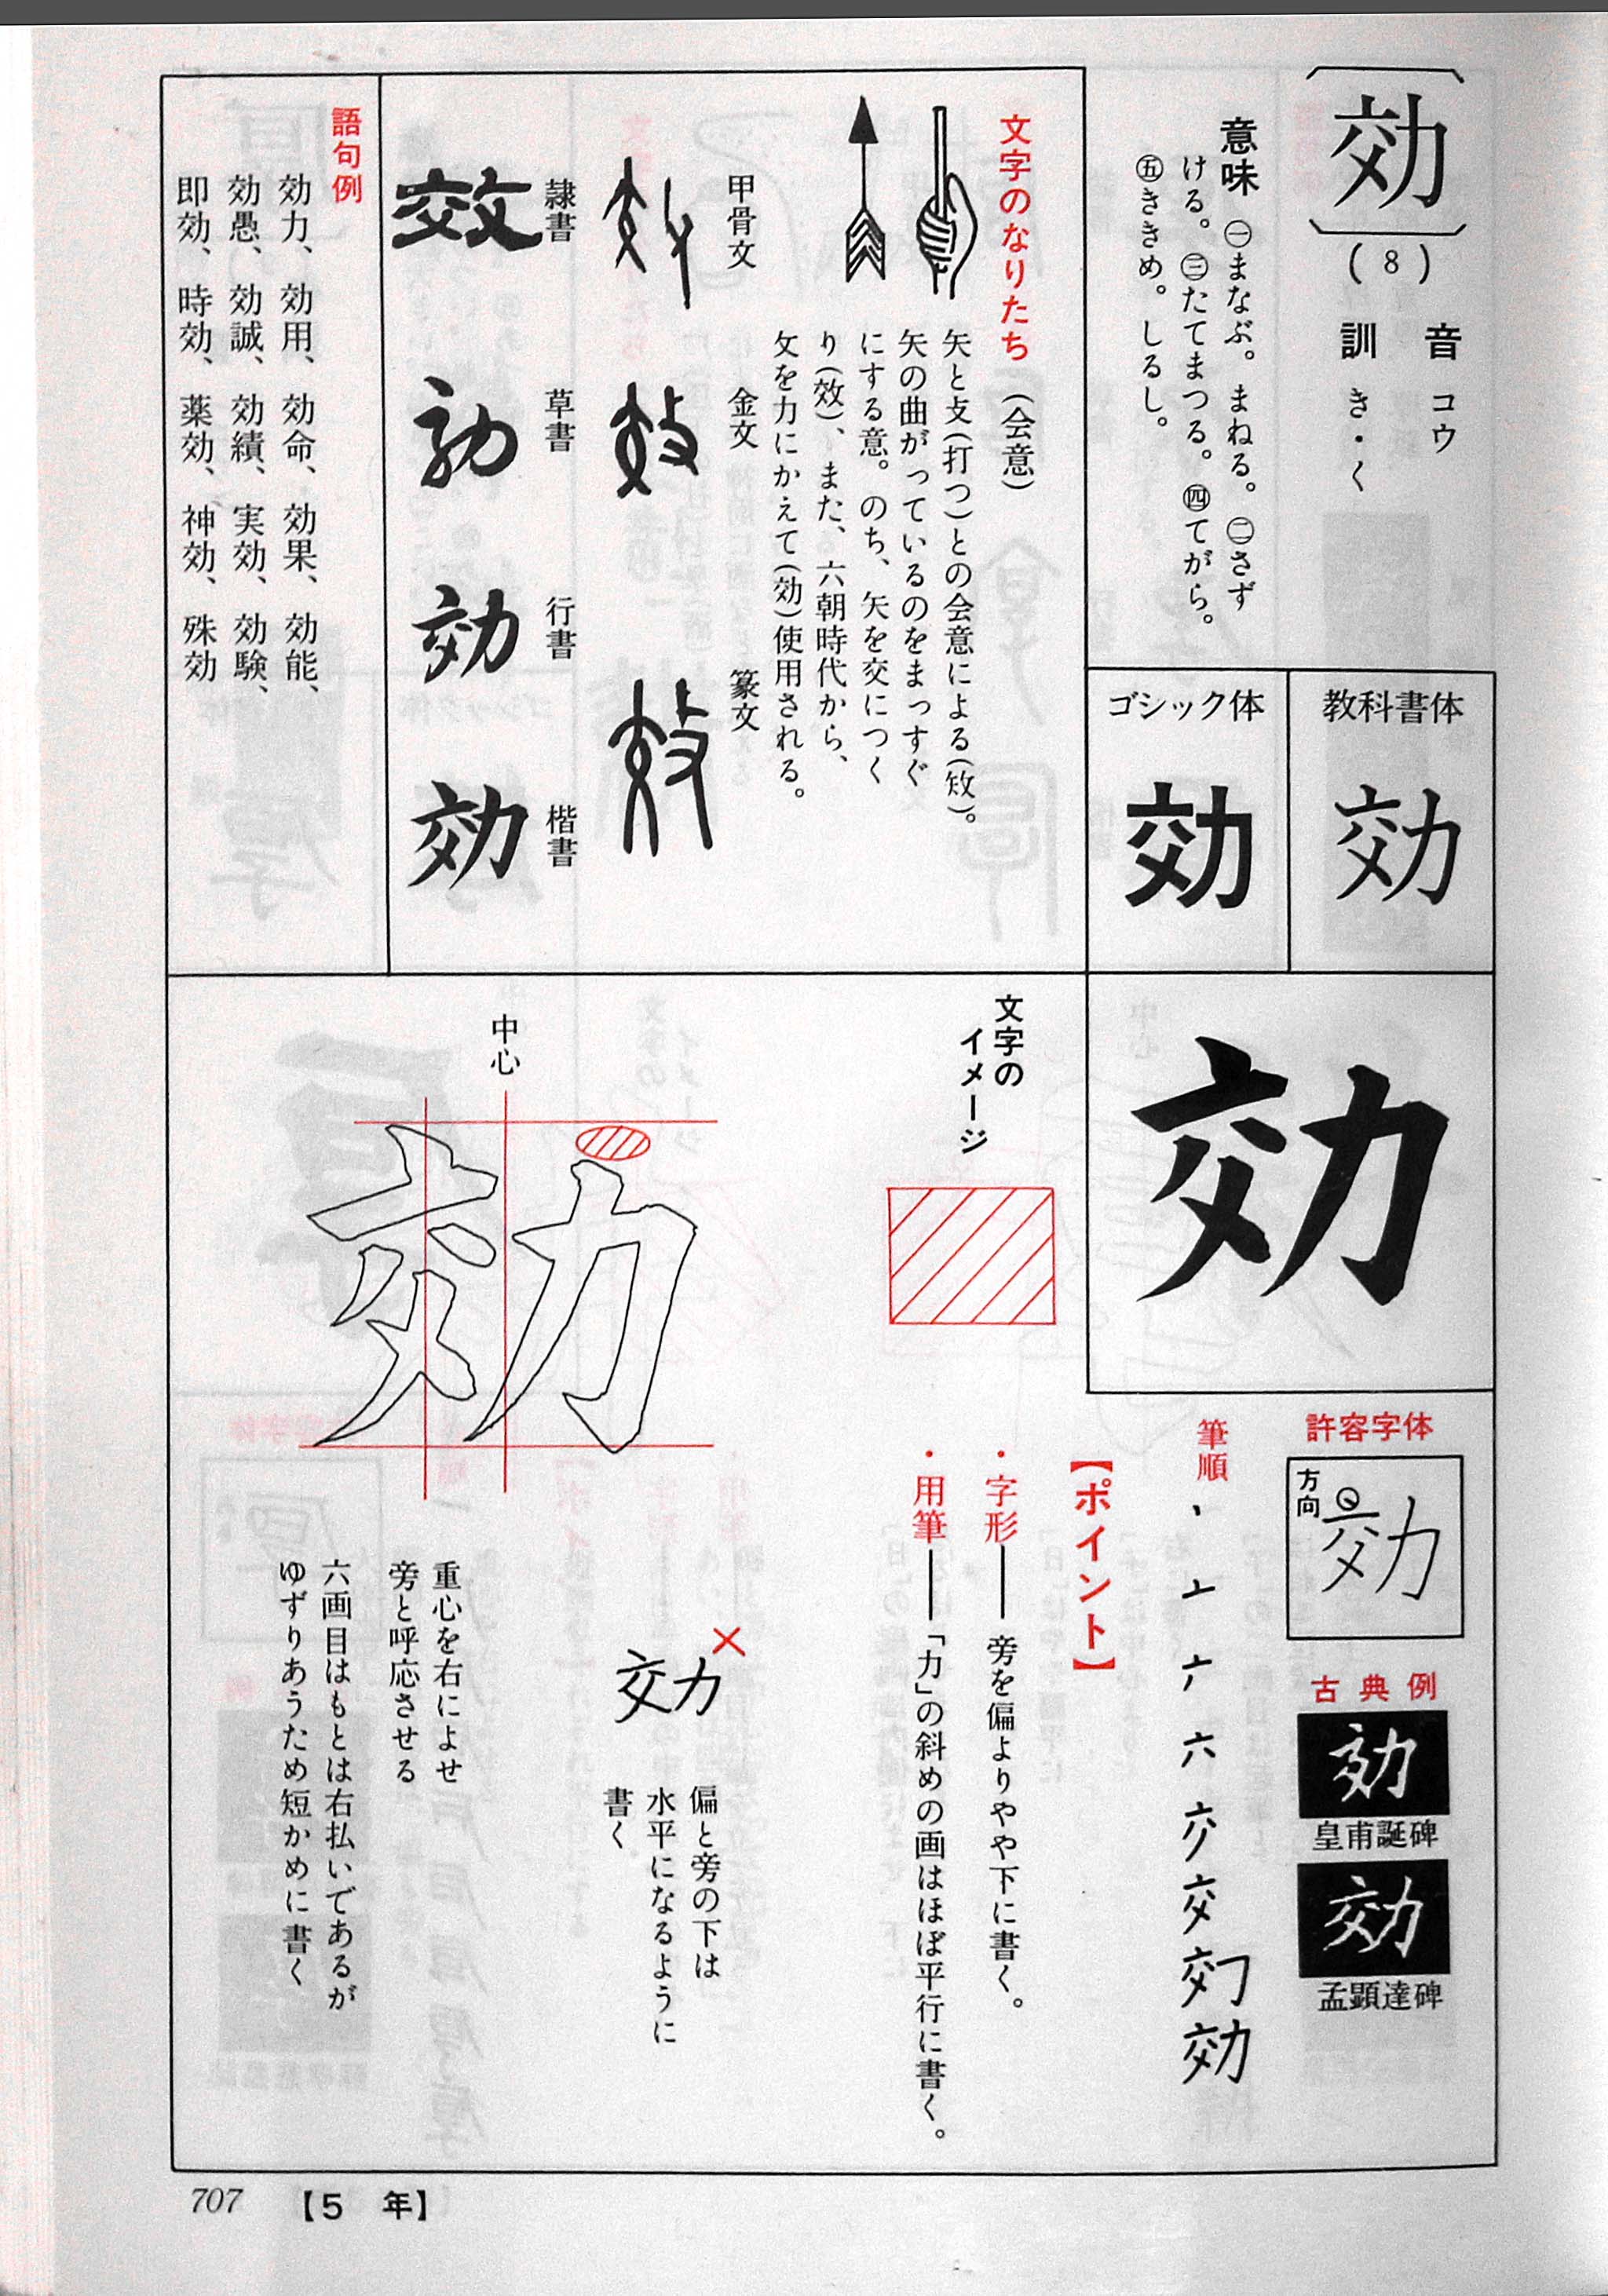 効
(8)
音 コウ
訓 き・く
意味 ㊀まなぶ。まねる。㊁さず
ける。㊂たてまつる。㊃てがら。
㊄ききめ。しるし。
教科書体
効
ゴシック体
効
文字のなりたち (会意)
矢と攴(打つ)との会意による(㰾)。
矢の曲がっているのをまっすぐ
にする意。のち、矢を交につく
り(效)、また、六朝時代から、
攵を力にかえて(効)使用される。
甲骨文
金文
篆文
隷書
效
草書
効
行書
効
楷書
効
語句例
効力、効用、効命、効果、効能、
効愚、効誠、効績、実効、効験、
即効、時効、薬効、神効、殊効
効
許容字体
方向
効
古典例
効
皇甫誕碑
効
孟顕達碑
筆順
丶 亠 六 交 効
【ポイント】
・字形――旁を偏よりやや下に書く。
・用筆――「力」の斜めの画はほぼ平行に書く。
文字の
イメージ
中心
効
×
効
偏と旁の下は
水平になるように
書く
重心を右によせ
旁と呼応させる
六画目はもとは右払いであるが
ゆずりあうため短かめに書く
707 【5 年】